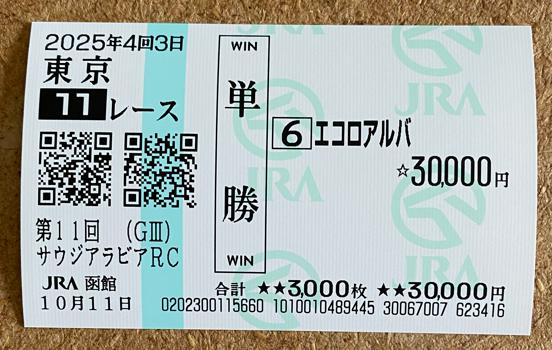 2025年4回3日
東京
11レース
第11回 (GⅢ)
サウジアラビアRC
JRA 函館
10月11日
WIN
単勝
WIN
6 エコロアルバ
☆30,000円
JRA
JRA
JRA
合計 ★★3,000枚 ★★30,000円
0202300115660 1010010489445 30067007 623416